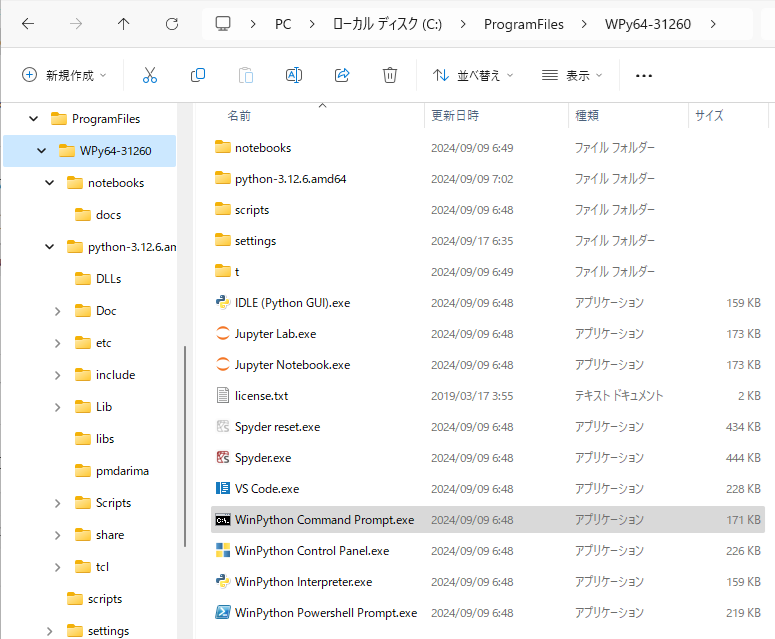 PC > ローカル ディスク (C:) > ProgramFiles > WPy64-31260 >
新規作成 並べ替え 表示 ...
ProgramFiles
WPy64-31260
notebooks
docs
python-3.12.6.am
DLLs
Doc
etc
include
Lib
libs
pmdarima
Scripts
share
tcl
scripts
settings
名前 更新日時 種類 サイズ
notebooks 2024/09/09 6:49 ファイル フォルダー
python-3.12.6.amd64 2024/09/09 7:02 ファイル フォルダー
scripts 2024/09/09 6:48 ファイル フォルダー
settings 2024/09/17 6:35 ファイル フォルダー
t 2024/09/09 6:49 ファイル フォルダー
IDLE (Python GUI).exe 2024/09/09 6:48 アプリケーション 159 KB
Jupyter Lab.exe 2024/09/09 6:48 アプリケーション 173 KB
Jupyter Notebook.exe 2024/09/09 6:48 アプリケーション 173 KB
license.txt 2019/03/17 3:55 テキスト ドキュメント 2 KB
Spyder reset.exe 2024/09/09 6:48 アプリケーション 434 KB
Spyder.exe 2024/09/09 6:48 アプリケーション 444 KB
VS Code.exe 2024/09/09 6:48 アプリケーション 228 KB
WinPython Command Prompt.exe 2024/09/09 6:48 アプリケーション 171 KB
WinPython Control Panel.exe 2024/09/09 6:48 アプリケーション 226 KB
WinPython Interpreter.exe 2024/09/09 6:48 アプリケーション 159 KB
WinPython Powershell Prompt.exe 2024/09/09 6:48 アプリケーション 219 KB